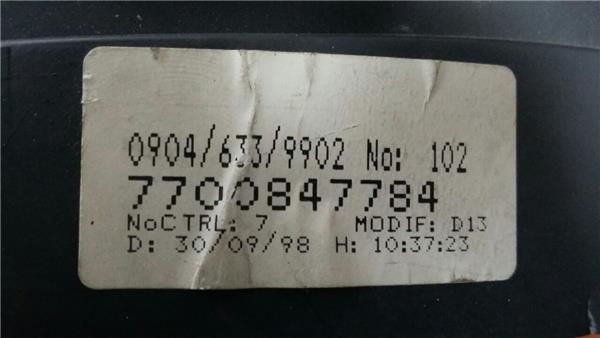 0904/633/9902 No: 102
7700847784
NoCTRL: 7 MODIF: D13
D: 30/09/98 H: 10:37:23